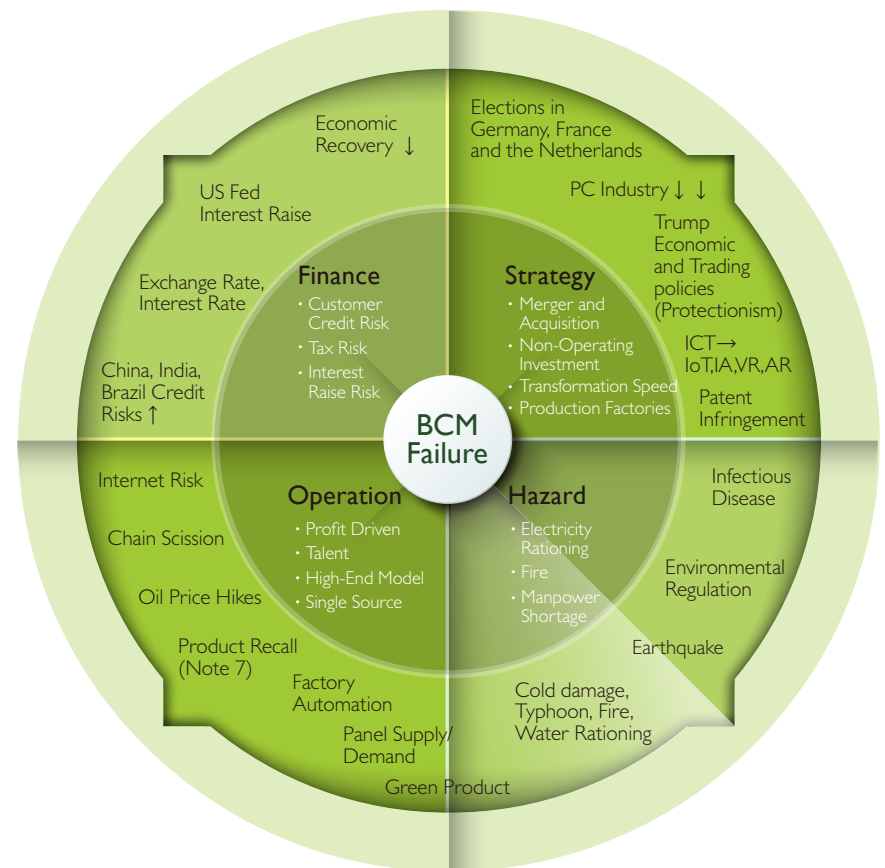 Economic
Recovery ↓
US Fed
Interest Raise
Exchange Rate,
Interest Rate
China, India,
Brazil Credit
Risks ↑
Finance
· Customer
Credit Risk
· Tax Risk
· Interest
Raise Risk
Elections in
Germany, France
and the Netherlands
PC Industry ↓ ↓
Trump
Economic
and Trading
policies
(Protectionism)
ICT→
IoT,IA,VR,AR
Patent
Infringement
Strategy
· Merger and
Acquisition
· Non-Operating
Investment
· Transformation Speed
· Production Factories
BCM
Failure
Operation
· Profit Driven
· Talent
· High-End Model
· Single Source
Internet Risk
Chain Scission
Oil Price Hikes
Product Recall
(Note 7)
Factory
Automation
Panel Supply/
Demand
Green Product
Hazard
· Electricity
Rationing
· Fire
· Manpower
Shortage
Infectious
Disease
Environmental
Regulation
Earthquake
Cold damage,
Typhoon, Fire,
Water Rationing